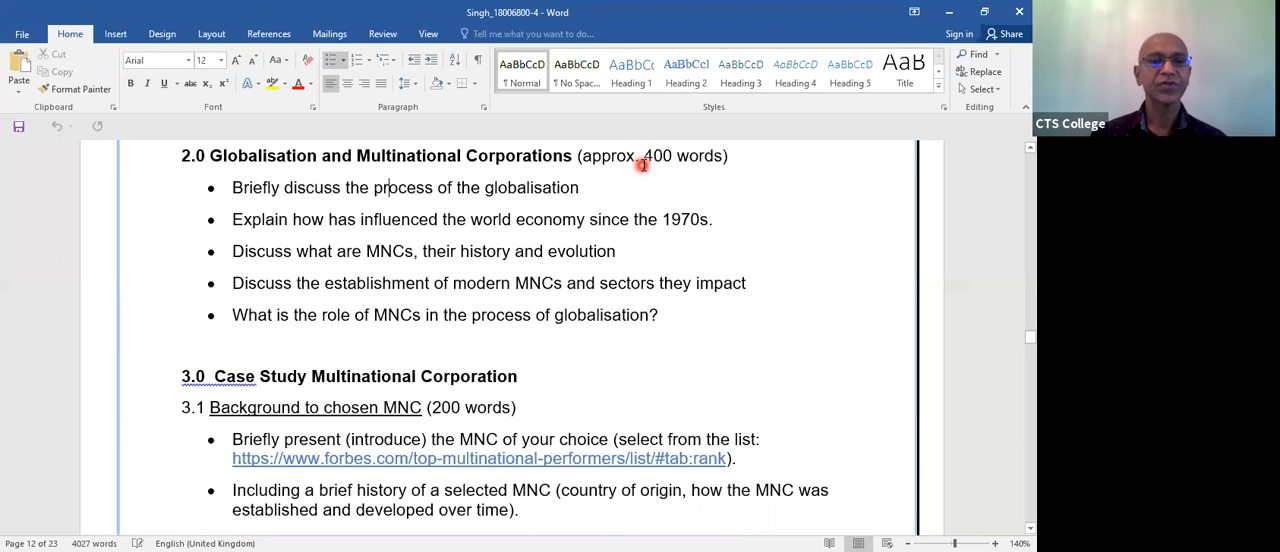 Singh_18006800-4 - Word
File Home Insert Design Layout References Mailings Review View Tell me what you want to do... Sign in Share
Paste
Cut
Copy
Format Painter
Clipboard
Arial 12
Font
Paragraph
AaBbCcD AaBbCcD AaBbCc AaBbCcI AaBbCcD AaBbCcD AaBbCcD AaB
¶ Normal ¶ No Spac... Heading 1 Heading 2 Heading 3 Heading 4 Heading 5 Title
Styles
Find
Replace
Select
Editing
CTS College
2.0 Globalisation and Multinational Corporations (approx. 400 words)
• Briefly discuss the process of the globalisation
• Explain how has influenced the world economy since the 1970s.
• Discuss what are MNCs, their history and evolution
• Discuss the establishment of modern MNCs and sectors they impact
• What is the role of MNCs in the process of globalisation?
3.0 Case Study Multinational Corporation
3.1 Background to chosen MNC (200 words)
• Briefly present (introduce) the MNC of your choice (select from the list:
https://www.forbes.com/top-multinational-performers/list/#tab:rank).
• Including a brief history of a selected MNC (country of origin, how the MNC was
established and developed over time).
Page 12 of 23 4027 words English (United Kingdom) 140%